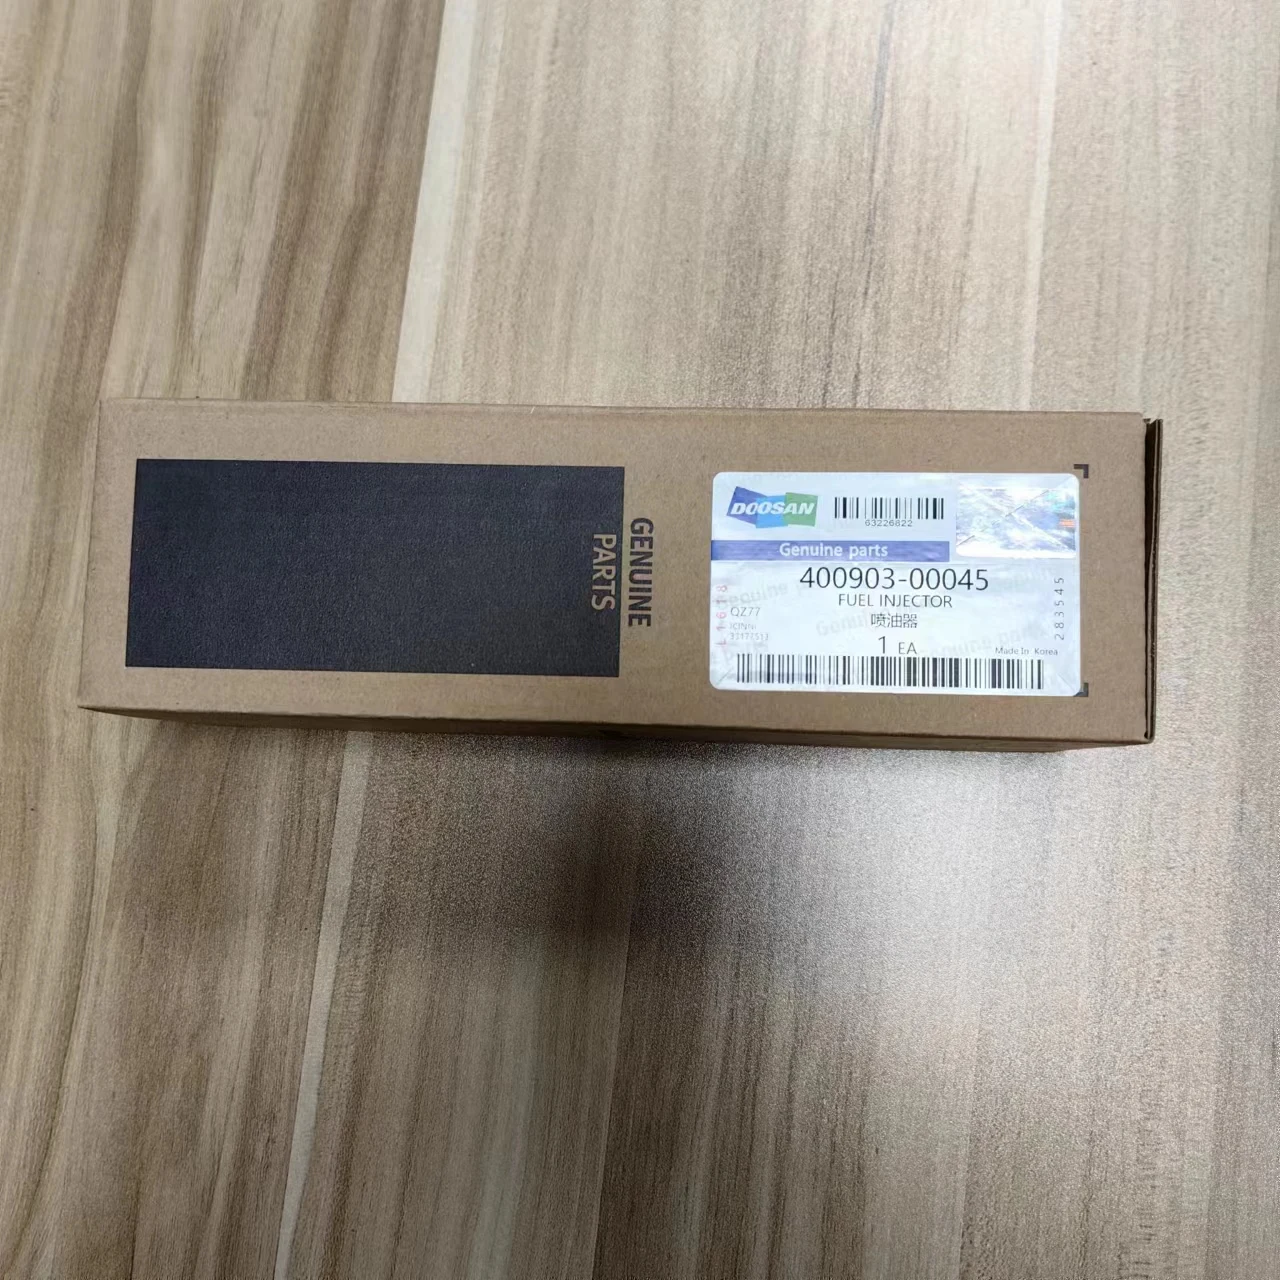 GENUINE
PARTS
DOOSAN
63226822
Genuine parts
400903-00045
FUEL INJECTOR
QZ77
喷油器
1 EA
Made In Korea
283545